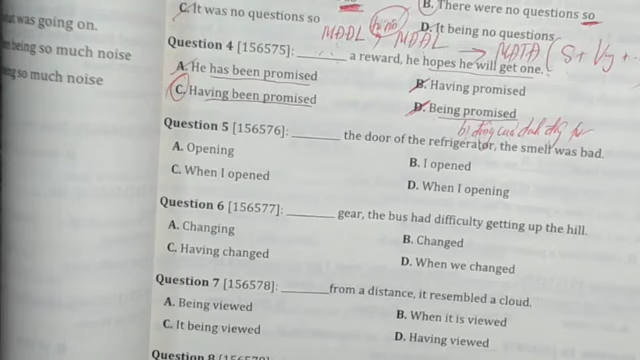 B. There were no questions so
C. It was no questions so
D. It being no questions
what was going on.
being so much noise
so much noise
MĐĐL MĐĐL → MĐTĐ ( S + V
Question 4 [156575]: ________ a reward, he hopes he will get one.
A. He has been promised
B. Having promised
C. Having been promised
D. Being promised
Question 5 [156576]: ________ the door of the refrigerator, the smell was bad.
A. Opening
B. I opened
C. When I opened
D. When I opening
Question 6 [156577]: ________ gear, the bus had difficulty getting up the hill.
A. Changing
B. Changed
C. Having changed
D. When we changed
Question 7 [156578]: ________from a distance, it resembled a cloud.
A. Being viewed
B. When it is viewed
C. It being viewed
D. Having viewed